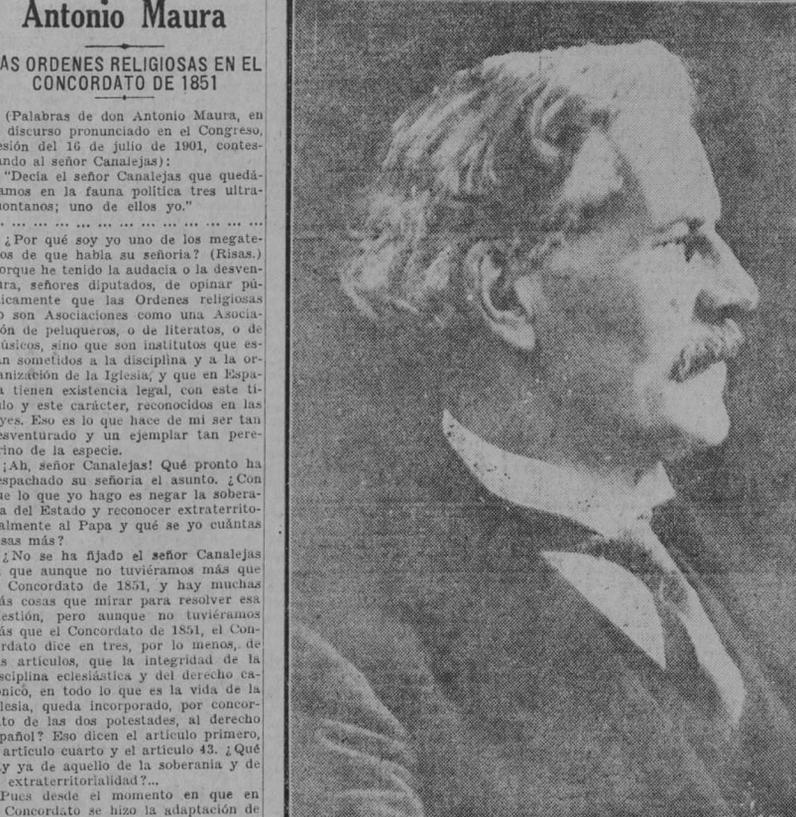 Antonio Maura
AS ORDENES RELIGIOSAS EN EL
CONCORDATO DE 1851
(Palabras de don Antonio Maura, en
discurso pronunciado en el Congreso,
esión del 16 de julio de 1901, contes-
ando al señor Canalejas):
"Decía el señor Canalejas que quedá-
amos en la fauna política tres ultra-
ontanos; uno de ellos yo."
... ... ... ... ... ... ... ... ... ... ... ... ... ...
¿Por qué soy yo uno de los megate-
os de que habla su señoría? (Risas.)
orque he tenido la audacia o la desven-
ura, señores diputados, de opinar pú-
licamente que las Ordenes religiosas
o son Asociaciones como una Asocia-
ón de peluqueros, o de literatos, o de
úsicos, sino que son institutos que es-
án sometidos a la disciplina y a la or-
anización de la Iglesia, y que en Espa-
a tienen existencia legal, con este tí-
ulo y este carácter, reconocidos en las
yes. Eso es lo que hace de mi ser tan
esventurado y un ejemplar tan pere-
rino de la especie.
¡Ah, señor Canalejas! Qué pronto ha
espachado su señoría el asunto. ¿Con
ue lo que yo hago es negar la sobera-
a del Estado y reconocer extraterrito-
almente al Papa y qué se yo cuántas
sas más?
¿No se ha fijado el señor Canalejas
que aunque no tuviéramos más que
Concordato de 1851, y hay muchas
ás cosas que mirar para resolver esa
estión, pero aunque no tuviéramos
ás que el Concordato de 1851, el Con-
rdato dice en tres, por lo menos, de
s artículos, que la integridad de la
sciplina eclesiástica y del derecho ca-
ónico, en todo lo que es la vida de la
lesia, queda incorporado, por concor-
to de las dos potestades, al derecho
pañol? Eso dicen el artículo primero,
artículo cuarto y el artículo 43. ¿Qué
y ya de aquello de la soberanía y de
extraterritorialidad?...
Pues desde el momento en que en
Concordato se hizo la adaptación de